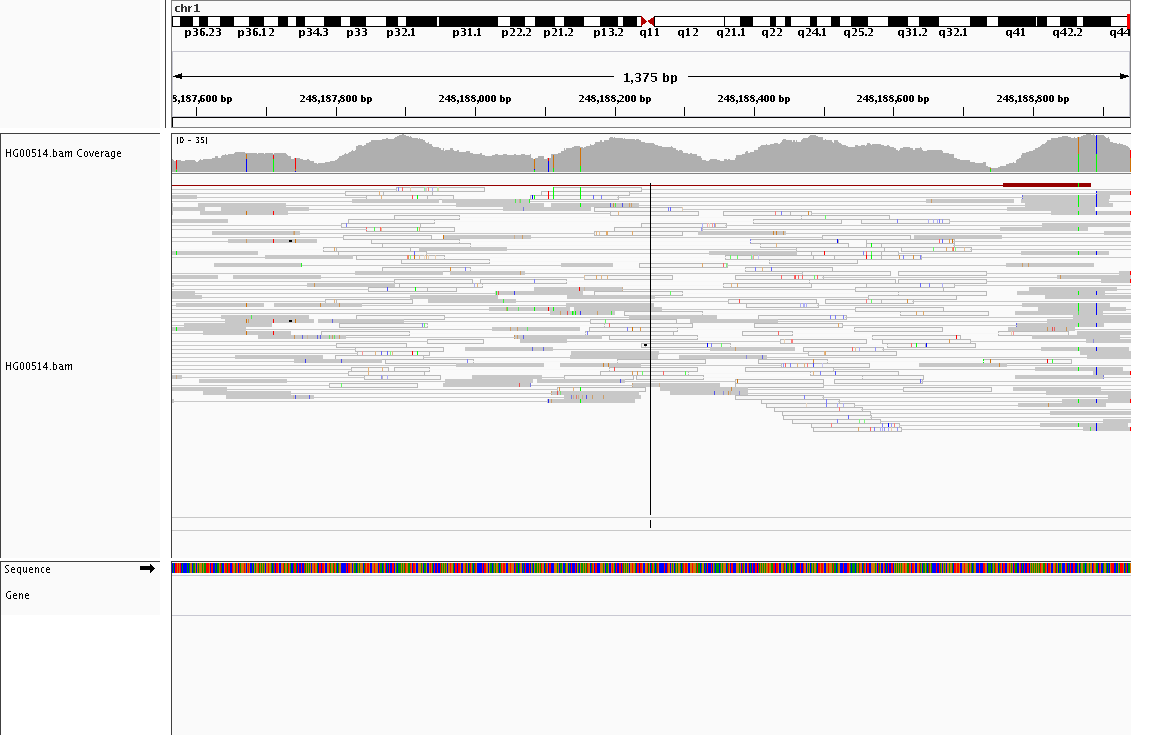 chr1
p36.23 p36.12 p34.3 p33 p32.1 p31.1 p22.2 p21.2 p13.2 q11 q12 q21.1 q22 q24.1 q25.2 q31.2 q32.1 q41 q42.2 q44
1,375 bp
8,187,600 bp 248,187,800 bp 248,188,000 bp 248,188,200 bp 248,188,400 bp 248,188,600 bp 248,188,800 bp
[0 - 35]
HG00514.bam Coverage
HG00514.bam
Sequence
Gene